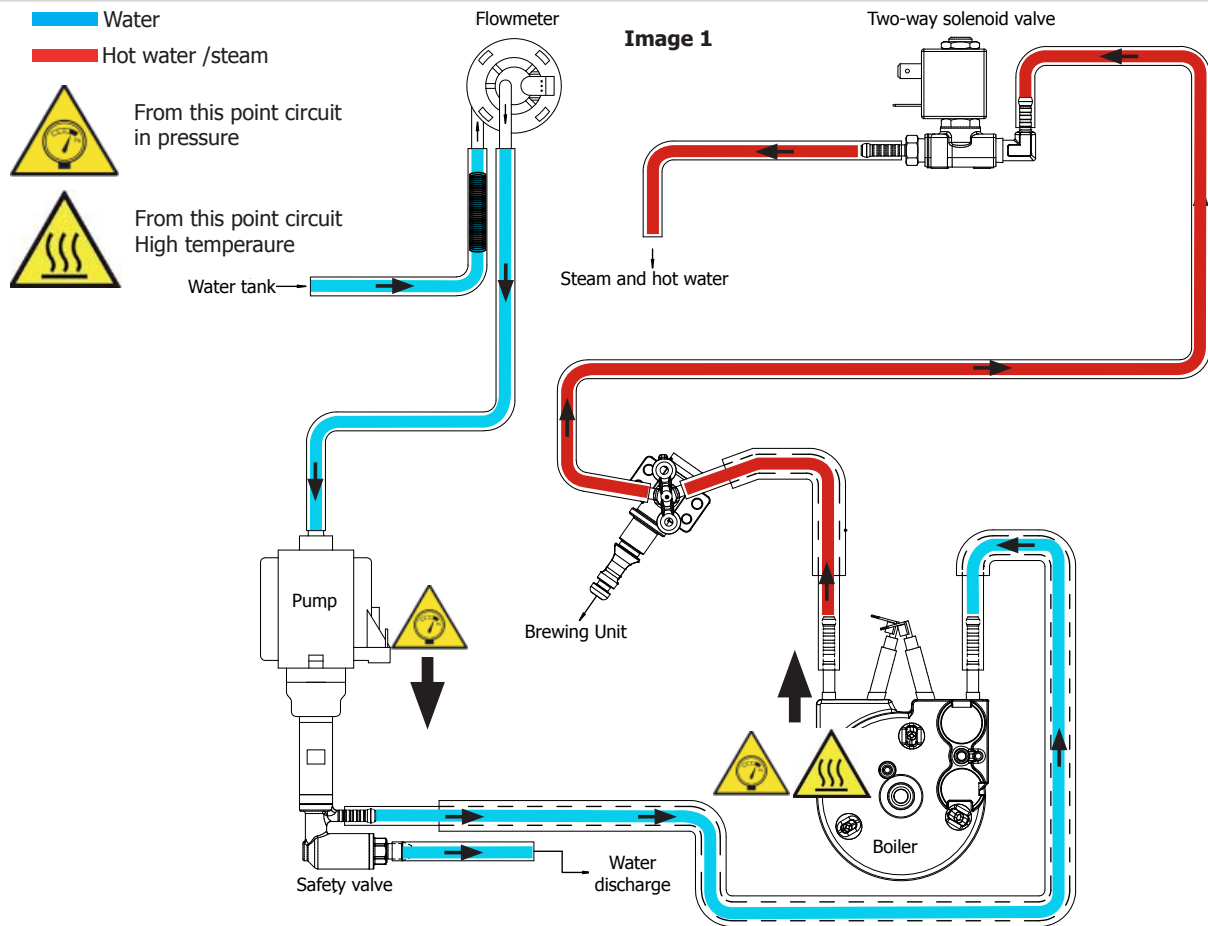 Water
Hot water /steam
From this point circuit
in pressure
From this point circuit
High temperaure
Flowmeter
Image 1
Two-way solenoid valve
Water tank
Steam and hot water
Pump
Brewing Unit
Boiler
Safety valve
Water
discharge